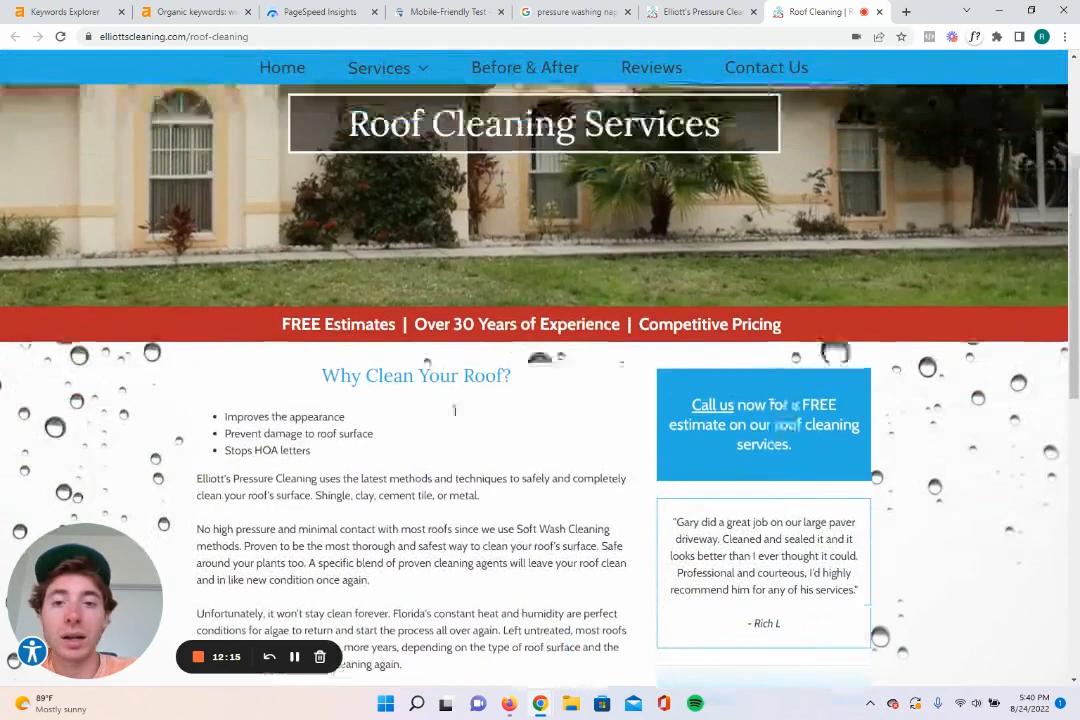 Keywords Explorer
Organic keywords: we
PageSpeed Insights
Mobile-Friendly Test
pressure washing nap
Elliott's Pressure Clea
Roof Cleaning | R
elliottscleaning.com/roof-cleaning
Home
Services
Before & After
Reviews
Contact Us
Roof Cleaning Services
FREE Estimates | Over 30 Years of Experience | Competitive Pricing
Why Clean Your Roof?
• Improves the appearance
• Prevent damage to roof surface
• Stops HOA letters
Elliott's Pressure Cleaning uses the latest methods and techniques to safely and completely
clean your roof's surface. Shingle, clay, cement tile, or metal.
No high pressure and minimal contact with most roofs since we use Soft Wash Cleaning
methods. Proven to be the most thorough and safest way to clean your roof's surface. Safe
around your plants too. A specific blend of proven cleaning agents will leave your roof clean
and in like new condition once again.
Unfortunately, it won't stay clean forever. Florida's constant heat and humidity are perfect
conditions for algae to return and start the process all over again. Left untreated, most roofs
more years, depending on the type of roof surface and the
eaning again.
Call us now for a FREE
estimate on our roof cleaning
services.
"Gary did a great job on our large paver
driveway. Cleaned and sealed it and it
looks better than I ever thought it could.
Professional and courteous, I'd highly
recommend him for any of his services."
- Rich L
12:15
89°F
Mostly sunny
5:40 PM
8/24/2022